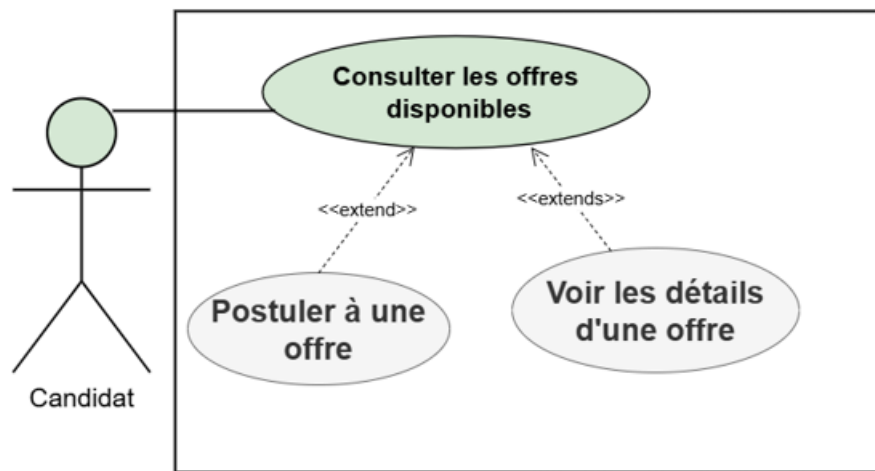 Consulter les offres
disponibles
<<extend>>
<<extends>>
Postuler à une
offre
Voir les détails
d'une offre
Candidat